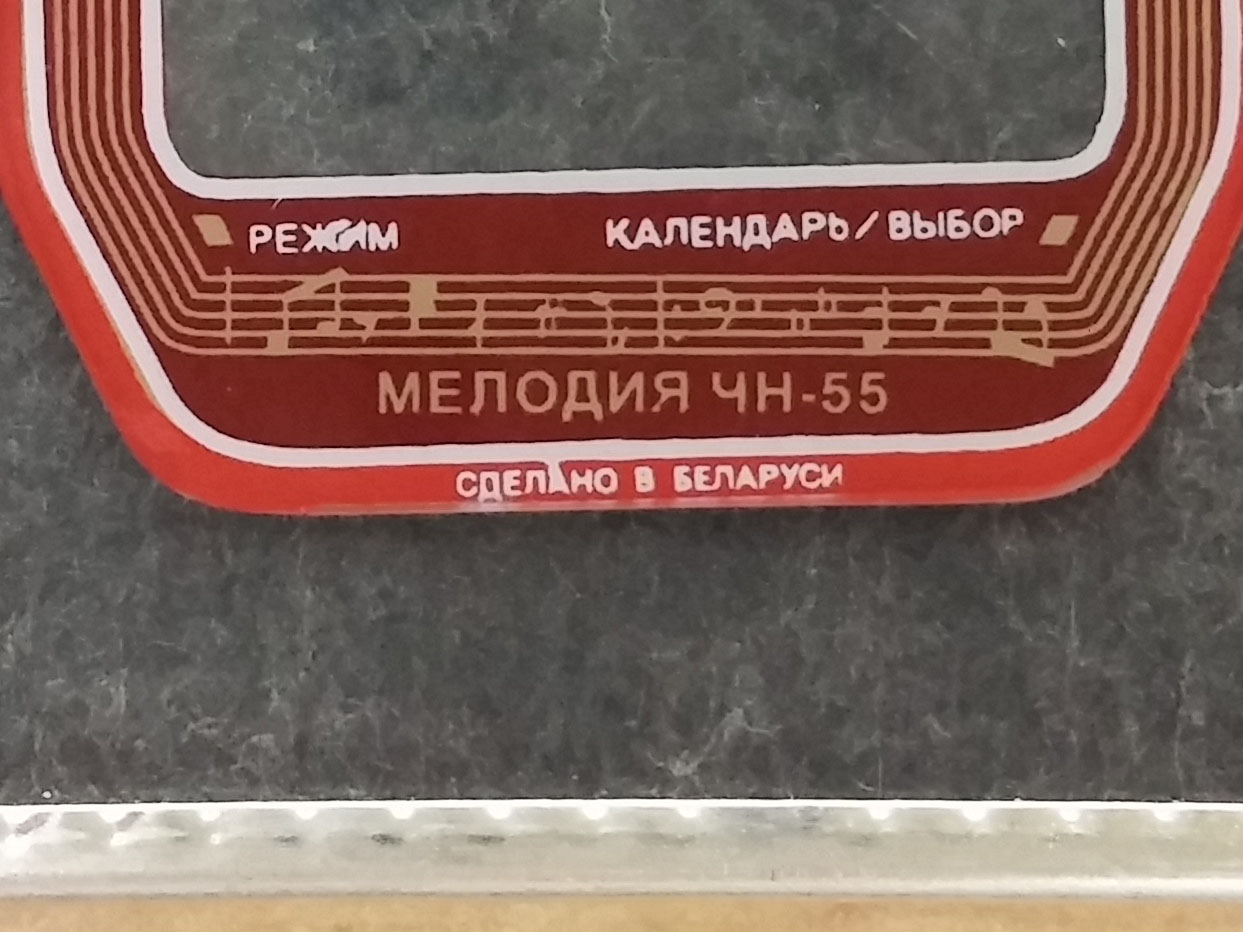 РЕЖИМ КАЛЕНДАРЬ/ВЫБОР
МЕЛОДИЯ ЧН-55
СДЕЛАНО В БЕЛАРУСИ